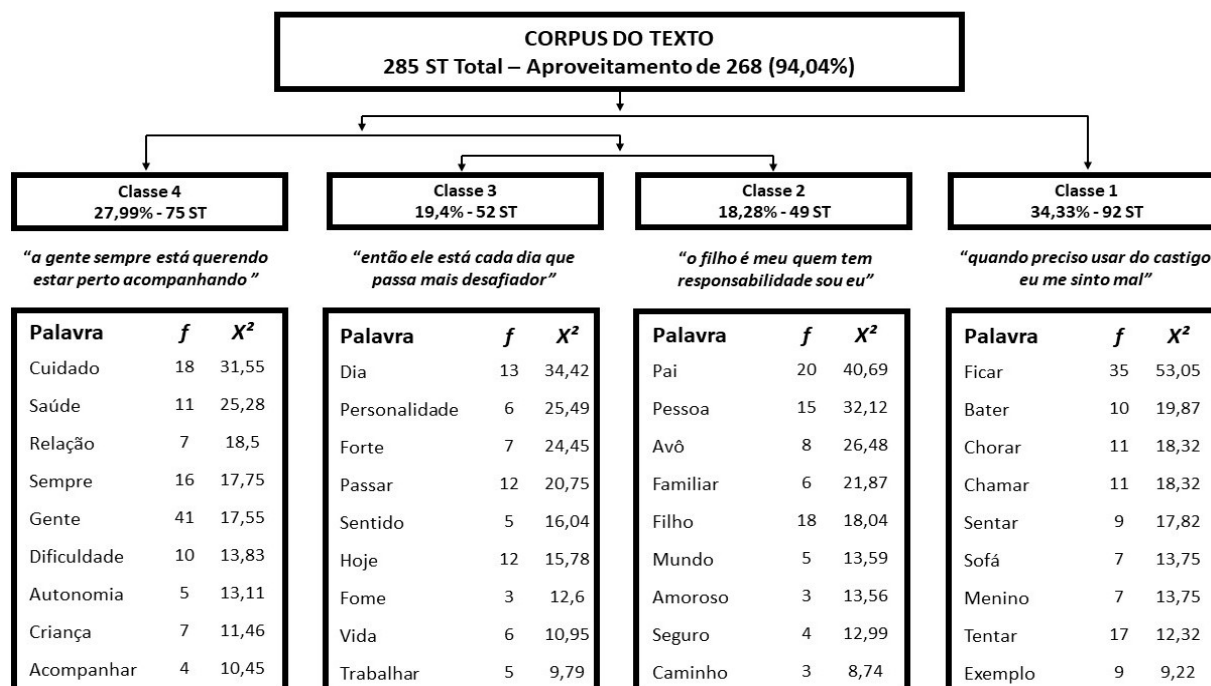 CORPUS DO TEXTO
285 ST Total – Aproveitamento de 268 (94,04%)
Classe 4
27,99% - 75 ST
"a gente sempre está querendo
estar perto acompanhando"
Palavra f X²
Cuidado 18 31,55
Saúde 11 25,28
Relação 7 18,5
Sempre 16 17,75
Gente 41 17,55
Dificuldade 10 13,83
Autonomia 5 13,11
Criança 7 11,46
Acompanhar 4 10,45
Classe 3
19,4% - 52 ST
"então ele está cada dia que
passa mais desafiador"
Palavra f X²
Dia 13 34,42
Personalidade 6 25,49
Forte 7 24,45
Passar 12 20,75
Sentido 5 16,04
Hoje 12 15,78
Fome 3 12,6
Vida 6 10,95
Trabalhar 5 9,79
Classe 2
18,28% - 49 ST
"o filho é meu quem tem
responsabilidade sou eu"
Palavra f X²
Pai 20 40,69
Pessoa 15 32,12
Avô 8 26,48
Familiar 6 21,87
Filho 18 18,04
Mundo 5 13,59
Amoroso 3 13,56
Seguro 4 12,99
Caminho 3 8,74
Classe 1
34,33% - 92 ST
"quando preciso usar do castigo
eu me sinto mal"
Palavra f X²
Ficar 35 53,05
Bater 10 19,87
Chorar 11 18,32
Chamar 11 18,32
Sentar 9 17,82
Sofá 7 13,75
Menino 7 13,75
Tentar 17 12,32
Exemplo 9 9,22